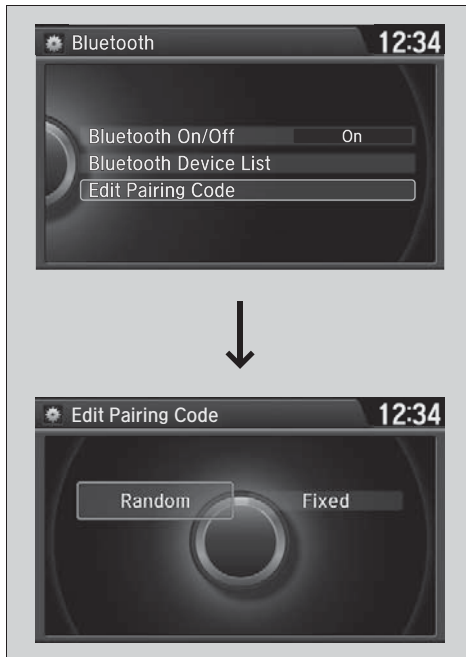 Bluetooth 12:34
Bluetooth On/Off On
Bluetooth Device List
Edit Pairing Code
Edit Pairing Code 12:34
Random Fixed